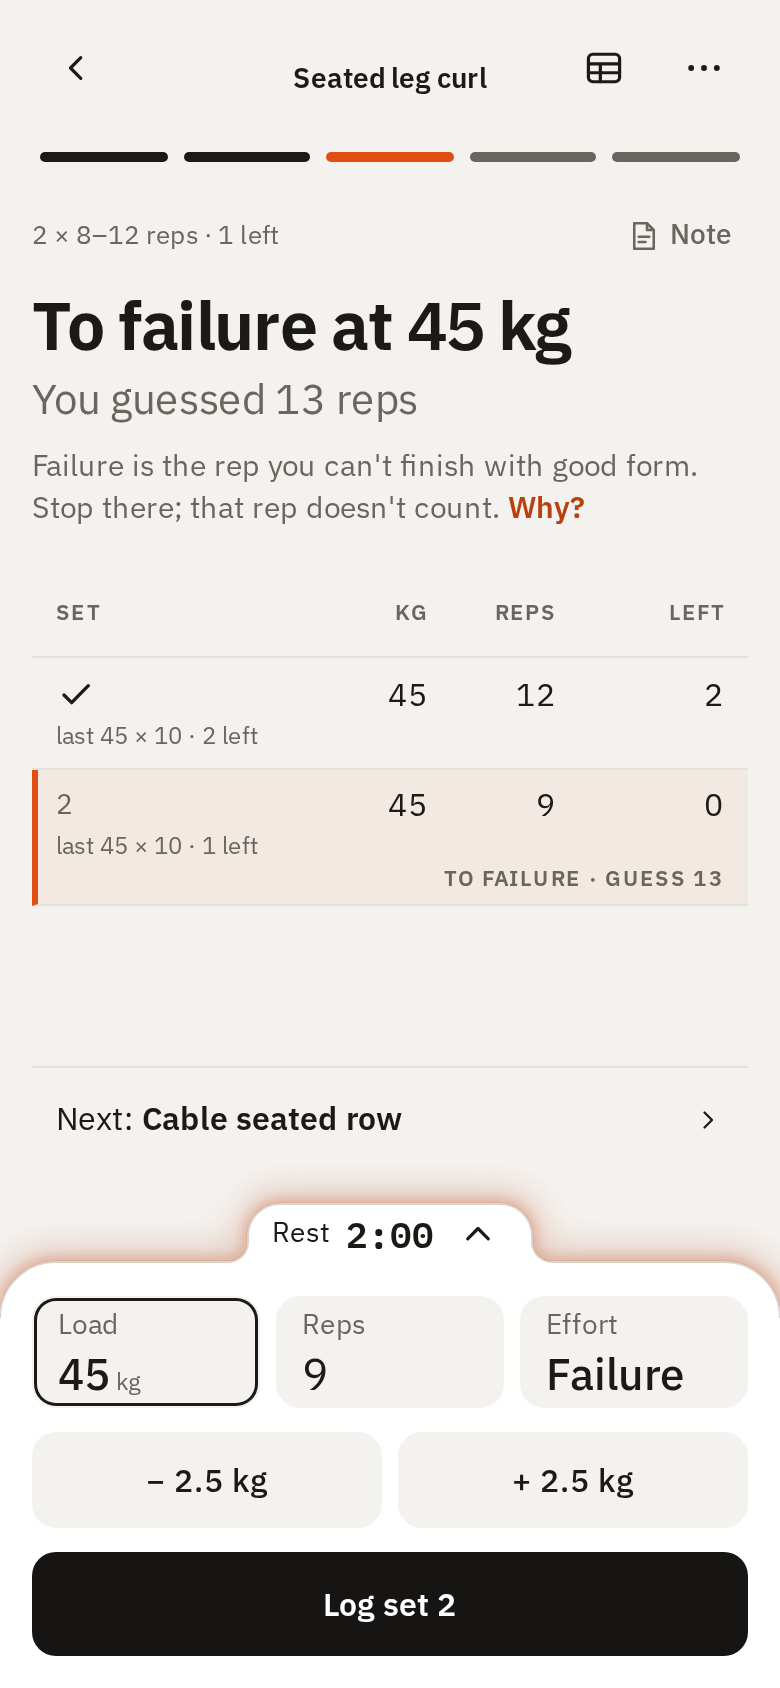 Seated leg curl
2 × 8–12 reps · 1 left
Note
To failure at 45 kg
You guessed 13 reps
Failure is the rep you can't finish with good form.
Stop there; that rep doesn't count. Why?
SET KG REPS LEFT
45 12 2
last 45 × 10 · 2 left
2 45 9 0
last 45 × 10 · 1 left
TO FAILURE · GUESS 13
Next: Cable seated row
Rest 2:00
Load Reps Effort
45 kg 9 Failure
− 2.5 kg + 2.5 kg
Log set 2